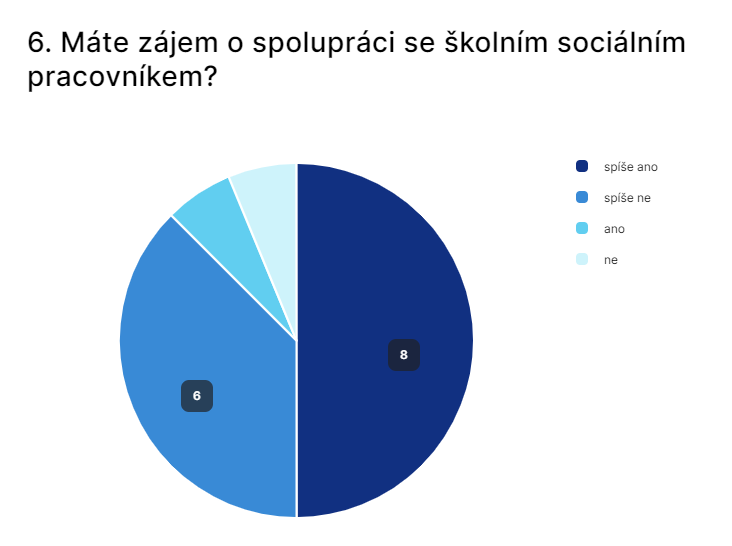 6. Máte zájem o spolupráci se školním sociálním
pracovníkem?
spíše ano
spíše ne
ano
ne
8
6